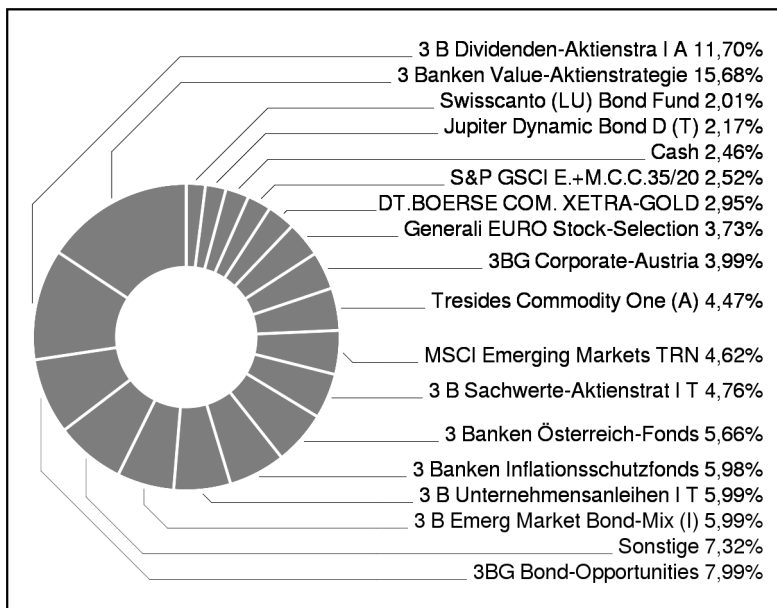 3 B Dividenden-Aktienstra I A 11,70%
3 Banken Value-Aktienstrategie 15,68%
Swisscanto (LU) Bond Fund 2,01%
Jupiter Dynamic Bond D (T) 2,17%
Cash 2,46%
S&P GSCI E.+M.C.C.35/20 2,52%
DT.BOERSE COM. XETRA-GOLD 2,95%
Generali EURO Stock-Selection 3,73%
3BG Corporate-Austria 3,99%
Tresides Commodity One (A) 4,47%
MSCI Emerging Markets TRN 4,62%
3 B Sachwerte-Aktienstrat I T 4,76%
3 Banken Österreich-Fonds 5,66%
3 Banken Inflationsschutzfonds 5,98%
3 B Unternehmensanleihen I T 5,99%
3 B Emerg Market Bond-Mix (I) 5,99%
Sonstige 7,32%
3BG Bond-Opportunities 7,99%